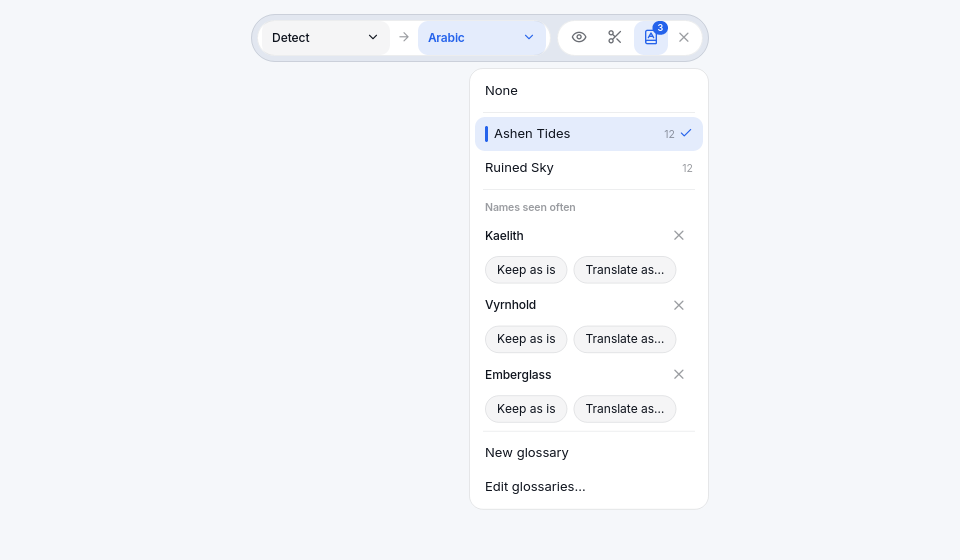 Detect
Arabic
3
None
Ashen Tides 12
Ruined Sky 12
Names seen often
Kaelith
Keep as is Translate as...
Vyrnhold
Keep as is Translate as...
Emberglass
Keep as is Translate as...
New glossary
Edit glossaries...